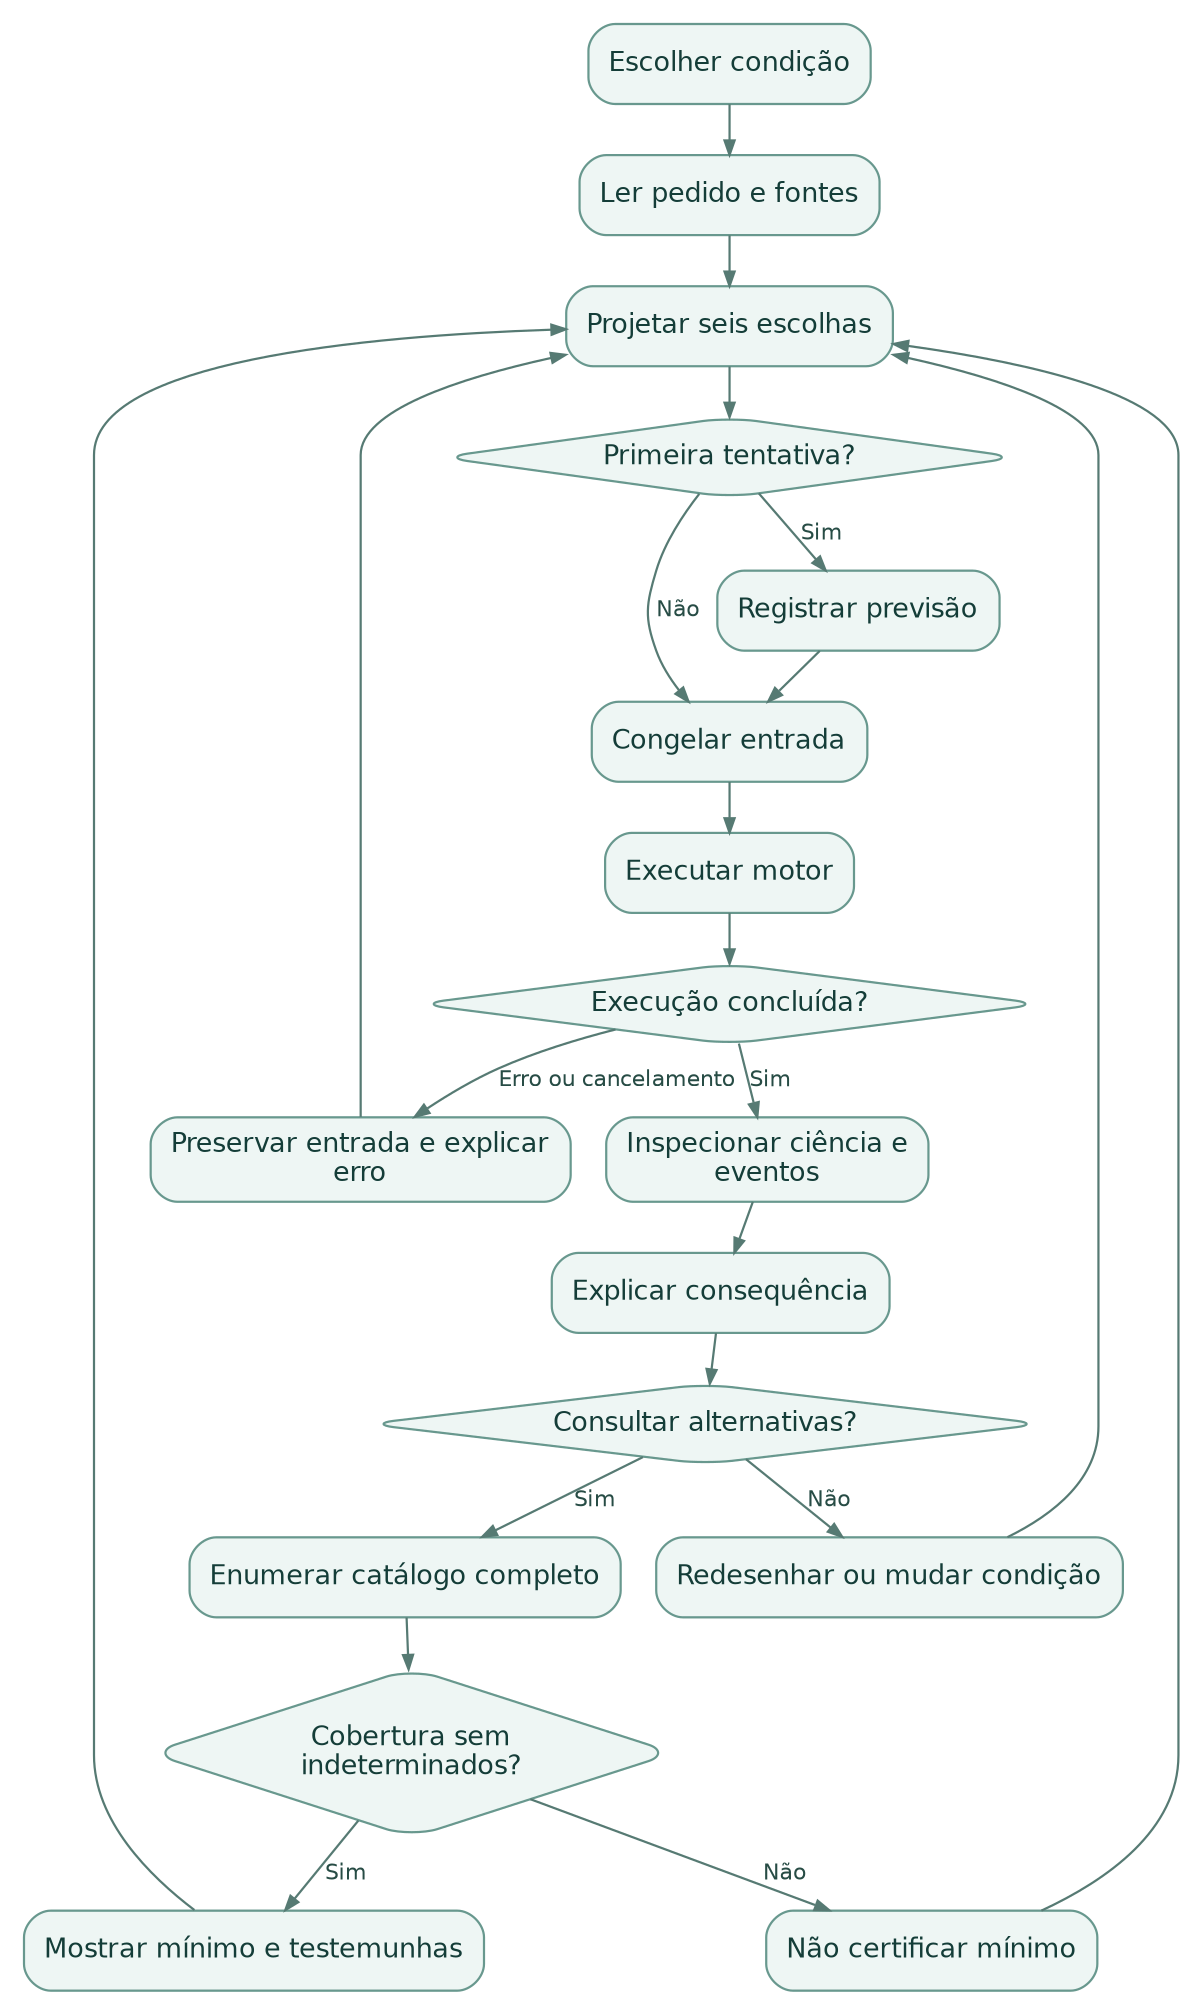 Escolher condição
Ler pedido e fontes
Projetar seis escolhas
Primeira tentativa?
Sim
Não
Registrar previsão
Congelar entrada
Executar motor
Execução concluída?
Erro ou cancelamento
Sim
Preservar entrada e explicar
erro
Inspecionar ciência e
eventos
Explicar consequência
Consultar alternativas?
Sim
Não
Enumerar catálogo completo
Redesenhar ou mudar condição
Cobertura sem
indeterminados?
Sim
Não
Mostrar mínimo e testemunhas
Não certificar mínimo